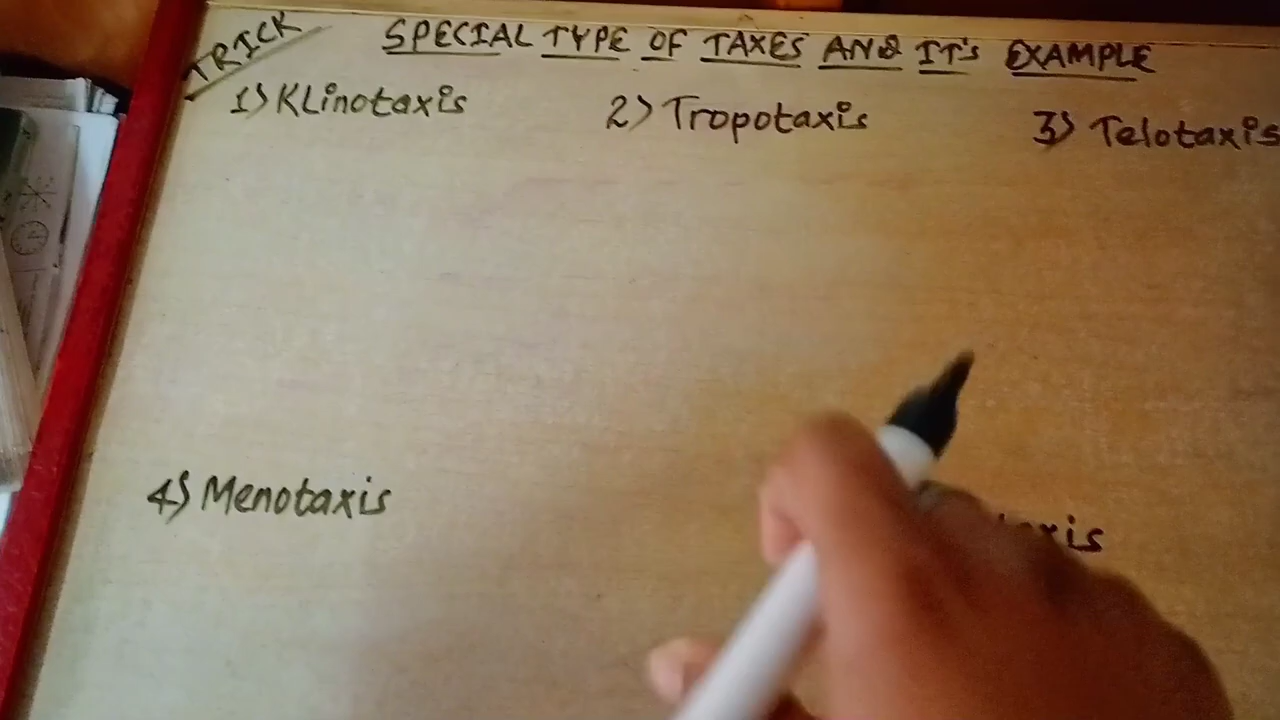 TRICK
SPECIAL TYPE OF TAXES AND IT's EXAMPLE
1) Klinotaxis 2) Tropotaxis 3) Telotaxis
4) Menotaxis